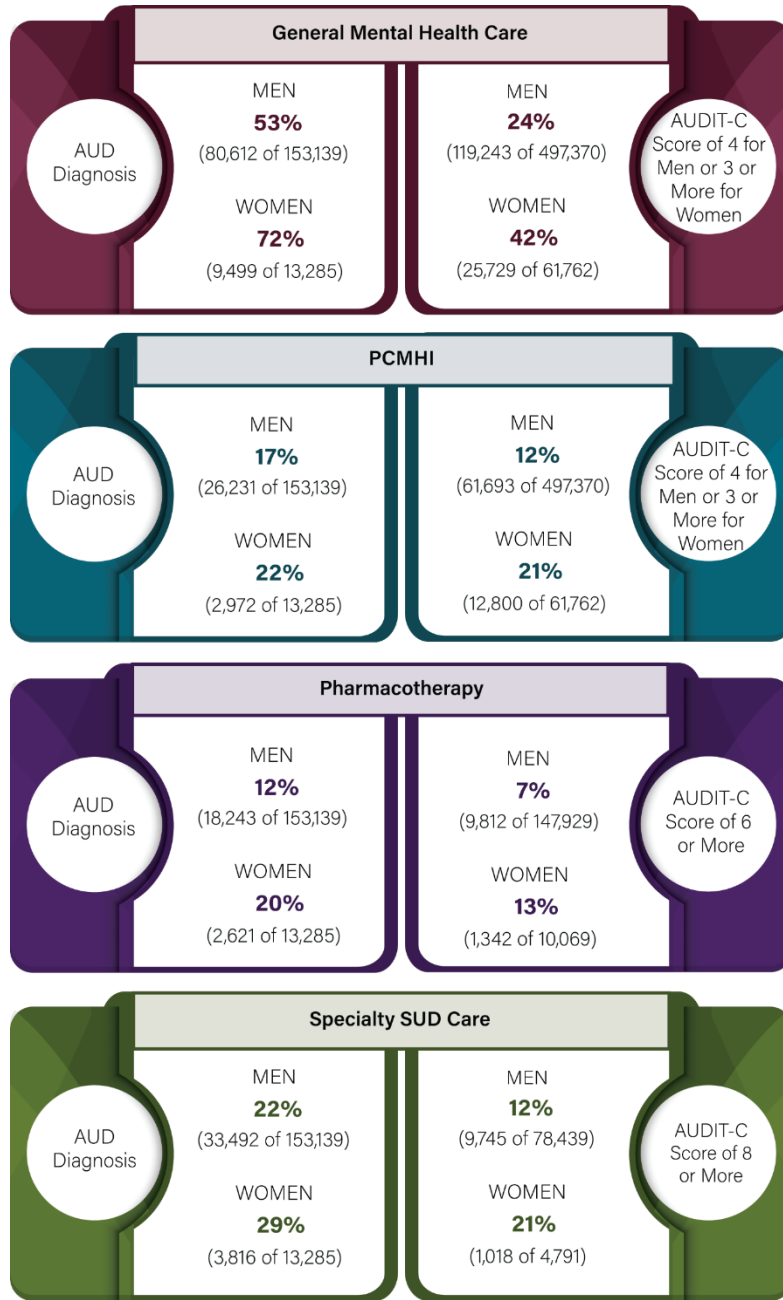 General Mental Health Care
AUD
Diagnosis
MEN
53%
(80,612 of 153,139)
WOMEN
72%
(9,499 of 13,285)
MEN
24%
(119,243 of 497,370)
WOMEN
42%
(25,729 of 61,762)
AUDIT-C
Score of 4 for
Men or 3 or
More for
Women
PCMHI
AUD
Diagnosis
MEN
17%
(26,231 of 153,139)
WOMEN
22%
(2,972 of 13,285)
MEN
12%
(61,693 of 497,370)
WOMEN
21%
(12,800 of 61,762)
AUDIT-C
Score of 4 for
Men or 3 or
More for
Women
Pharmacotherapy
AUD
Diagnosis
MEN
12%
(18,243 of 153,139)
WOMEN
20%
(2,621 of 13,285)
MEN
7%
(9,812 of 147,929)
WOMEN
13%
(1,342 of 10,069)
AUDIT-C
Score of 6
or More
Specialty SUD Care
AUD
Diagnosis
MEN
22%
(33,492 of 153,139)
WOMEN
29%
(3,816 of 13,285)
MEN
12%
(9,745 of 78,439)
WOMEN
21%
(1,018 of 4,791)
AUDIT-C
Score of 8
or More